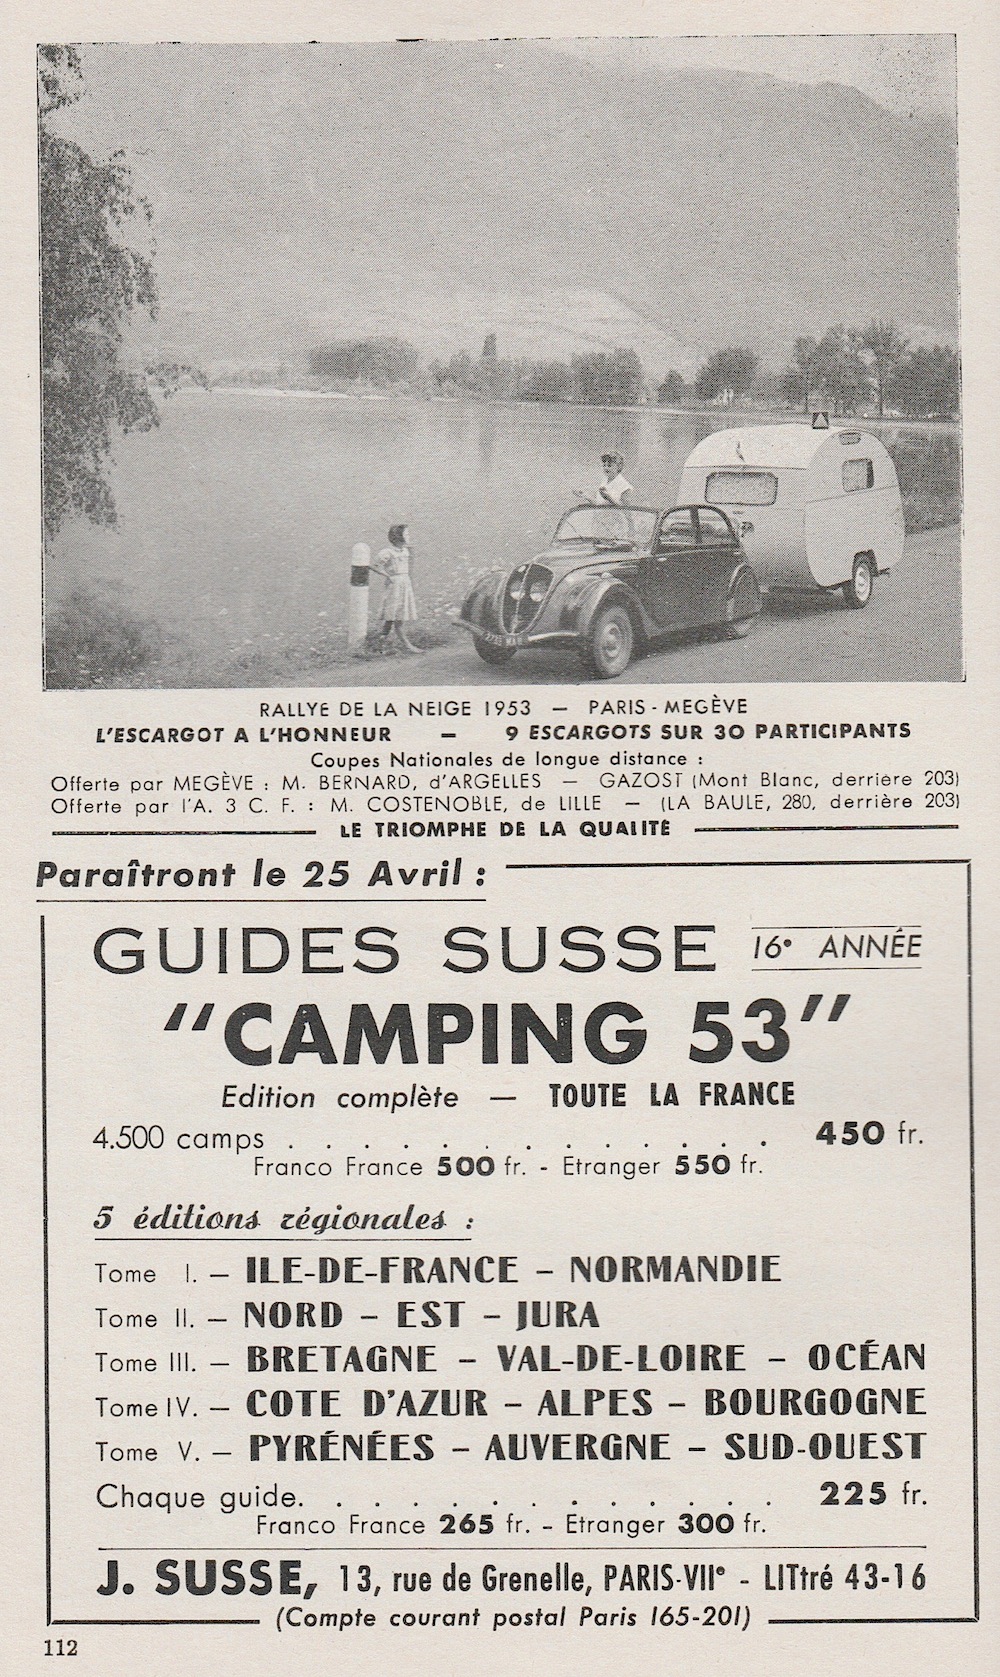 RALLYE DE LA NEIGE 1953 — PARIS - MEGÈVE
L'ESCARGOT A L'HONNEUR — 9 ESCARGOTS SUR 30 PARTICIPANTS
Coupes Nationales de longue distance :
Offerte par MEGÈVE : M. BERNARD, d'ARGELLES — GAZOST (Mont Blanc, derrière 203)
Offerte par l'A. 3 C. F. : M. COSTENOBLE, de LILLE — (LA BAULE, 280, derrière 203)
LE TRIOMPHE DE LA QUALITÉ
Paraîtront le 25 Avril :
GUIDES SUSSE 16e ANNÉE
"CAMPING 53"
Edition complète — TOUTE LA FRANCE
4.500 camps . . . . . . . . . . . . . 450 fr.
Franco France 500 fr. - Etranger 550 fr.
5 éditions régionales :
Tome I. — ILE-DE-FRANCE – NORMANDIE
Tome II. — NORD – EST – JURA
Tome III. — BRETAGNE – VAL-DE-LOIRE – OCÉAN
Tome IV. — COTE D'AZUR – ALPES – BOURGOGNE
Tome V. — PYRÉNÉES – AUVERGNE – SUD-OUEST
Chaque guide. . . . . . . . . . . . . 225 fr.
Franco France 265 fr. - Etranger 300 fr.
J. SUSSE, 13, rue de Grenelle, PARIS-VIIe - LITtré 43-16
(Compte courant postal Paris 165-201)
112